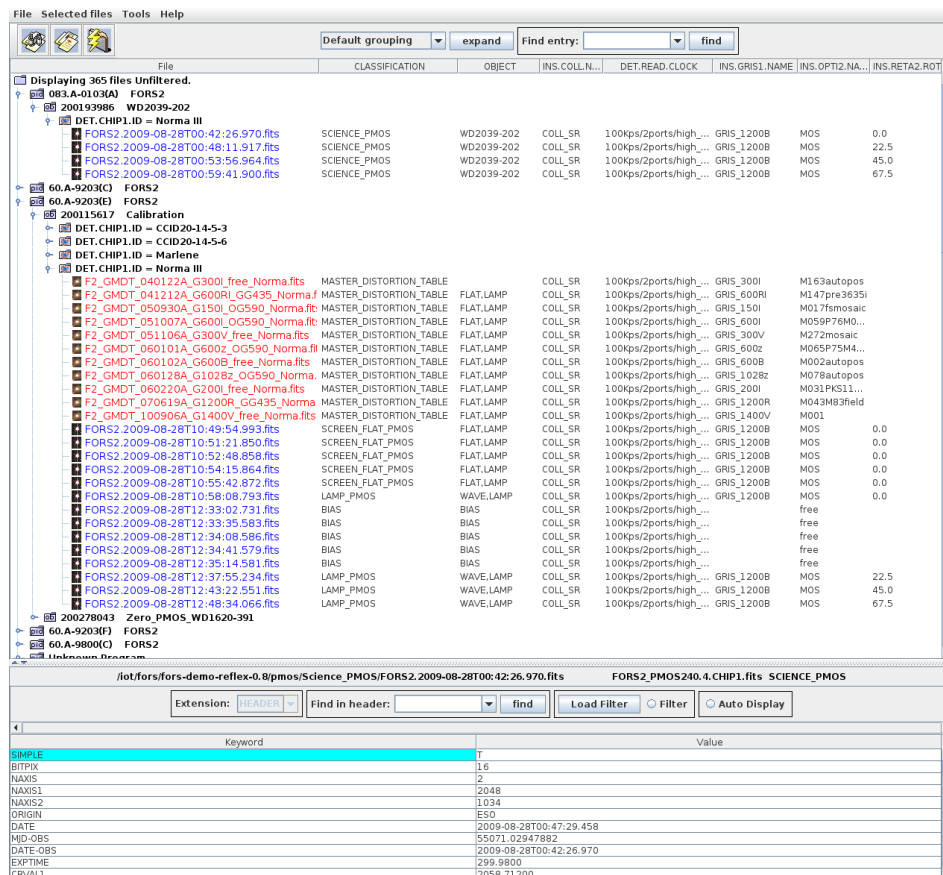 File Selected files Tools Help
Default grouping expand Find entry: find
File CLASSIFICATION OBJECT INS.COLL.N... DET.READ.CLOCK INS.GRIS1.NAME INS.OPTI2.NA... INS.RETA2.ROT
Displaying 365 files Unfiltered.
083.A-0103(A) FORS2
200193986 WD2039-202
DET.CHIP1.ID = Norma III
FORS2.2009-08-28T00:42:26.970.fits SCIENCE_PMOS WD2039-202 COLL_SR 100Kps/2ports/high_... GRIS_1200B MOS 0.0
FORS2.2009-08-28T00:48:11.917.fits SCIENCE_PMOS WD2039-202 COLL_SR 100Kps/2ports/high_... GRIS_1200B MOS 22.5
FORS2.2009-08-28T00:53:56.964.fits SCIENCE_PMOS WD2039-202 COLL_SR 100Kps/2ports/high_... GRIS_1200B MOS 45.0
FORS2.2009-08-28T00:59:41.900.fits SCIENCE_PMOS WD2039-202 COLL_SR 100Kps/2ports/high_... GRIS_1200B MOS 67.5
60.A-9203(C) FORS2
60.A-9203(E) FORS2
200115617 Calibration
DET.CHIP1.ID = CCID20-14-5-3
DET.CHIP1.ID = CCID20-14-5-6
DET.CHIP1.ID = Marlene
DET.CHIP1.ID = Norma III
F2_GMDT_040122A_G300I_free_Norma.fits MASTER_DISTORTION_TABLE COLL_SR 100Kps/2ports/high_... GRIS_300I M163autopos
F2_GMDT_041212A_G600RI_GG435_Norma.f MASTER_DISTORTION_TABLE FLAT,LAMP COLL_SR 100Kps/2ports/high_... GRIS_600RI M147pre3635i
F2_GMDT_050930A_G150I_OG590_Norma.fit: MASTER_DISTORTION_TABLE FLAT,LAMP COLL_SR 100Kps/2ports/high_... GRIS_150I M017fsmosaic
F2_GMDT_051007A_G600I_OG590_Norma.fit: MASTER_DISTORTION_TABLE FLAT,LAMP COLL_SR 100Kps/2ports/high_... GRIS_600I M059P76M0...
F2_GMDT_051106A_G300V_free_Norma.fits MASTER_DISTORTION_TABLE FLAT,LAMP COLL_SR 100Kps/2ports/high_... GRIS_300V M272mosaic
F2_GMDT_060101A_G600z_OG590_Norma.fit MASTER_DISTORTION_TABLE FLAT,LAMP COLL_SR 100Kps/2ports/high_... GRIS_600z M065P75M4...
F2_GMDT_060102A_G600B_free_Norma.fits MASTER_DISTORTION_TABLE FLAT,LAMP COLL_SR 100Kps/2ports/high_... GRIS_600B M002autopos
F2_GMDT_060128A_G1028z_OG590_Norma. MASTER_DISTORTION_TABLE FLAT,LAMP COLL_SR 100Kps/2ports/high_... GRIS_1028z M078autopos
F2_GMDT_060220A_G200I_free_Norma.fits MASTER_DISTORTION_TABLE FLAT,LAMP COLL_SR 100Kps/2ports/high_... GRIS_200I M031PKS11...
F2_GMDT_070619A_G1200R_GG435_Norma MASTER_DISTORTION_TABLE FLAT,LAMP COLL_SR 100Kps/2ports/high_... GRIS_1200R M043M83field
F2_GMDT_100906A_G1400V_free_Norma.fits MASTER_DISTORTION_TABLE FLAT,LAMP COLL_SR 100Kps/2ports/high_... GRIS_1400V M001
FORS2.2009-08-28T10:49:54.993.fits SCREEN_FLAT_PMOS FLAT,LAMP COLL_SR 100Kps/2ports/high_... GRIS_1200B MOS 0.0
FORS2.2009-08-28T10:51:21.850.fits SCREEN_FLAT_PMOS FLAT,LAMP COLL_SR 100Kps/2ports/high_... GRIS_1200B MOS 0.0
FORS2.2009-08-28T10:52:48.858.fits SCREEN_FLAT_PMOS FLAT,LAMP COLL_SR 100Kps/2ports/high_... GRIS_1200B MOS 0.0
FORS2.2009-08-28T10:54:15.864.fits SCREEN_FLAT_PMOS FLAT,LAMP COLL_SR 100Kps/2ports/high_... GRIS_1200B MOS 0.0
FORS2.2009-08-28T10:55:42.872.fits SCREEN_FLAT_PMOS FLAT,LAMP COLL_SR 100Kps/2ports/high_... GRIS_1200B MOS 0.0
FORS2.2009-08-28T10:58:08.793.fits LAMP_PMOS WAVE,LAMP COLL_SR 100Kps/2ports/high_... GRIS_1200B MOS 0.0
FORS2.2009-08-28T12:33:02.731.fits BIAS BIAS COLL_SR 100Kps/2ports/high_... free
FORS2.2009-08-28T12:33:35.583.fits BIAS BIAS COLL_SR 100Kps/2ports/high_... free
FORS2.2009-08-28T12:34:08.586.fits BIAS BIAS COLL_SR 100Kps/2ports/high_... free
FORS2.2009-08-28T12:34:41.579.fits BIAS BIAS COLL_SR 100Kps/2ports/high_... free
FORS2.2009-08-28T12:35:14.581.fits BIAS BIAS COLL_SR 100Kps/2ports/high_... free
FORS2.2009-08-28T12:37:55.234.fits LAMP_PMOS WAVE,LAMP COLL_SR 100Kps/2ports/high_... GRIS_1200B MOS 22.5
FORS2.2009-08-28T12:43:22.551.fits LAMP_PMOS WAVE,LAMP COLL_SR 100Kps/2ports/high_... GRIS_1200B MOS 45.0
FORS2.2009-08-28T12:48:34.066.fits LAMP_PMOS WAVE,LAMP COLL_SR 100Kps/2ports/high_... GRIS_1200B MOS 67.5
200278043 Zero_PMOS_WD1620-391
60.A-9203(F) FORS2
60.A-9800(C) FORS2
Unknown Program
/iot/fors/fors-demo-reflex-0.8/pmos/Science_PMOS/FORS2.2009-08-28T00:42:26.970.fits FORS2_PMOS240.4.CHIP1.fits SCIENCE_PMOS
Extension: HEADER Find in header: find Load Filter Filter Auto Display
Keyword Value
SIMPLE T
BITPIX 16
NAXIS 2
NAXIS1 2048
NAXIS2 1034
ORIGIN ESO
DATE 2009-08-28T00:47:29.458
MJD-OBS 55071.02947882
DATE-OBS 2009-08-28T00:42:26.970
EXPTIME 299.9800
CRVAL1 2058.71200